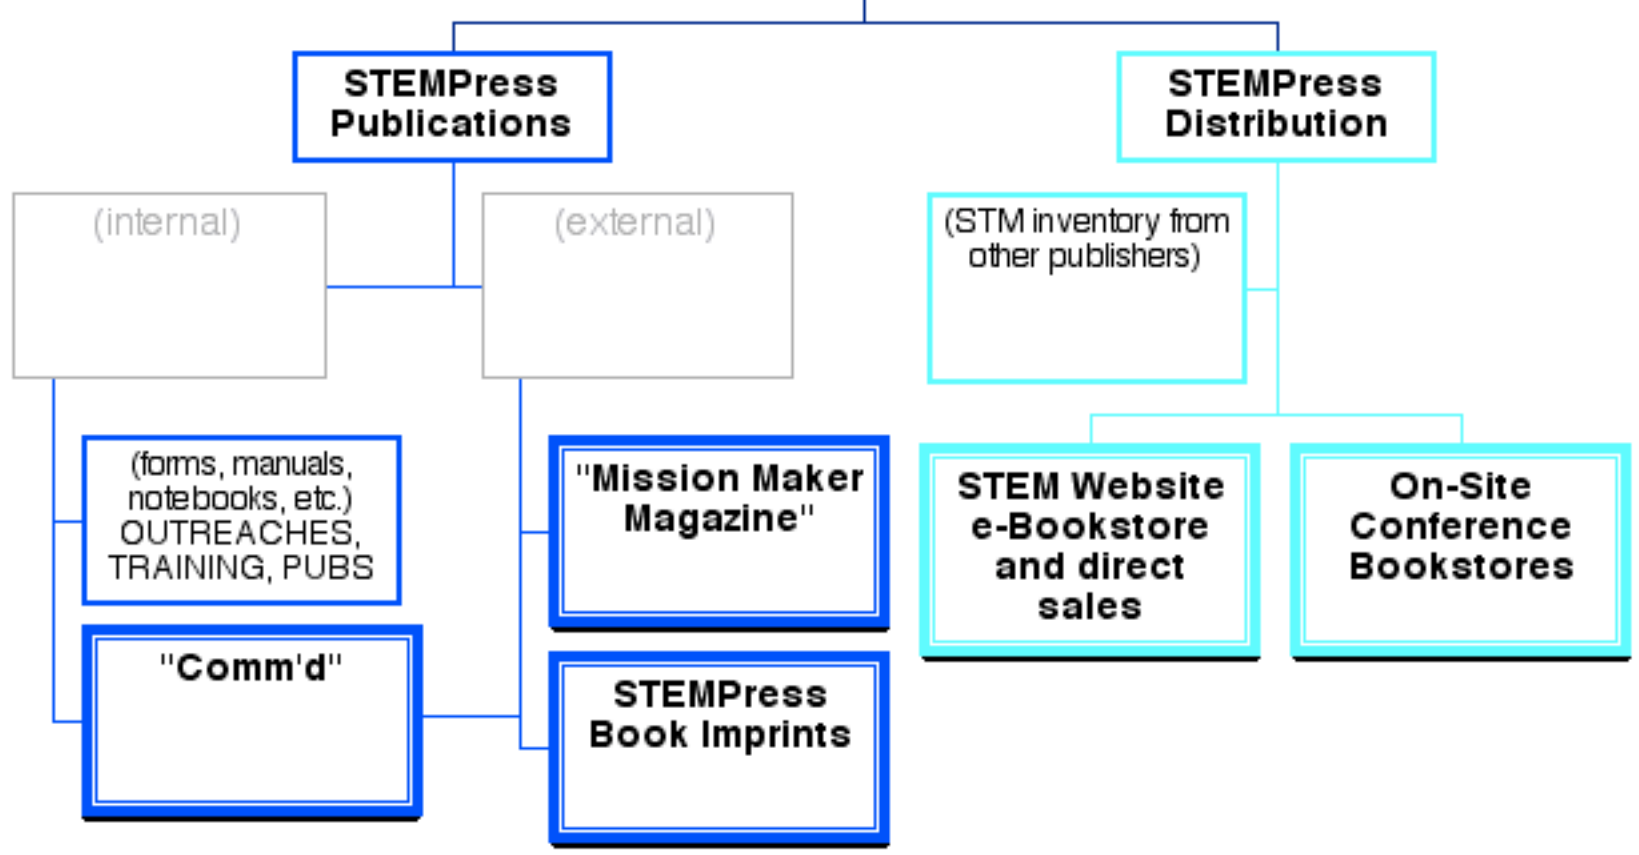 STEMPress
Publications
STEMPress
Distribution
(internal)
(external)
(STM inventory from
other publishers)
(forms, manuals,
notebooks, etc.)
OUTREACHES,
TRAINING, PUBS
"Mission Maker
Magazine"
STEM Website
e-Bookstore
and direct
sales
On-Site
Conference
Bookstores
"Comm'd"
STEMPress
Book Imprints